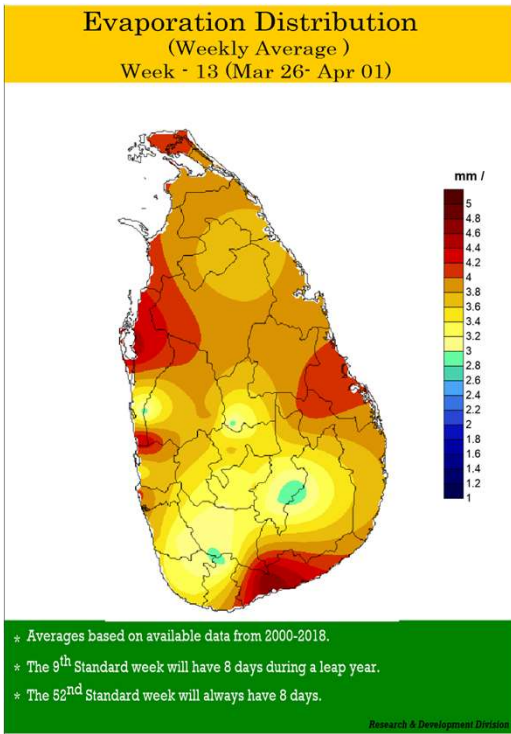 Evaporation Distribution
(Weekly Average )
Week - 13 (Mar 26- Apr 01)
mm /
5
4.8
4.6
4.4
4.2
4
3.8
3.6
3.4
3.2
3
2.8
2.6
2.4
2.2
2
1.8
1.6
1.4
1.2
1
* Averages based on available data from 2000-2018.
* The 9th Standard week will have 8 days during a leap year.
* The 52nd Standard week will always have 8 days.
Research & Development Division